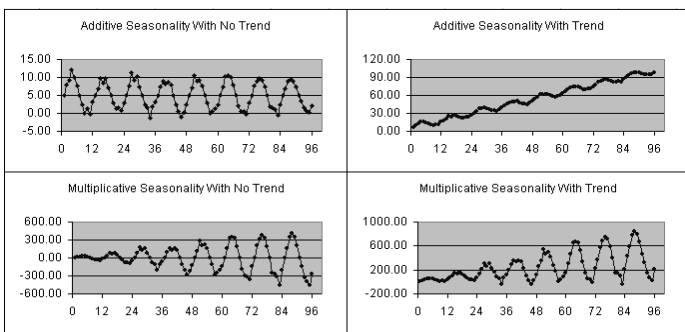 Additive Seasonality With No Trend
15.00
10.00
5.00
0.00
-5.00
0 12 24 36 48 60 72 84 96
Additive Seasonality With Trend
120.00
90.00
60.00
30.00
0.00
0 12 24 36 48 60 72 84 96
Multiplicative Seasonality With No Trend
600.00
300.00
0.00
-300.00
-600.00
0 12 24 36 48 60 72 84 96
Multiplicative Seasonality With Trend
1000.00
600.00
200.00
-200.00
0 12 24 36 48 60 72 84 96